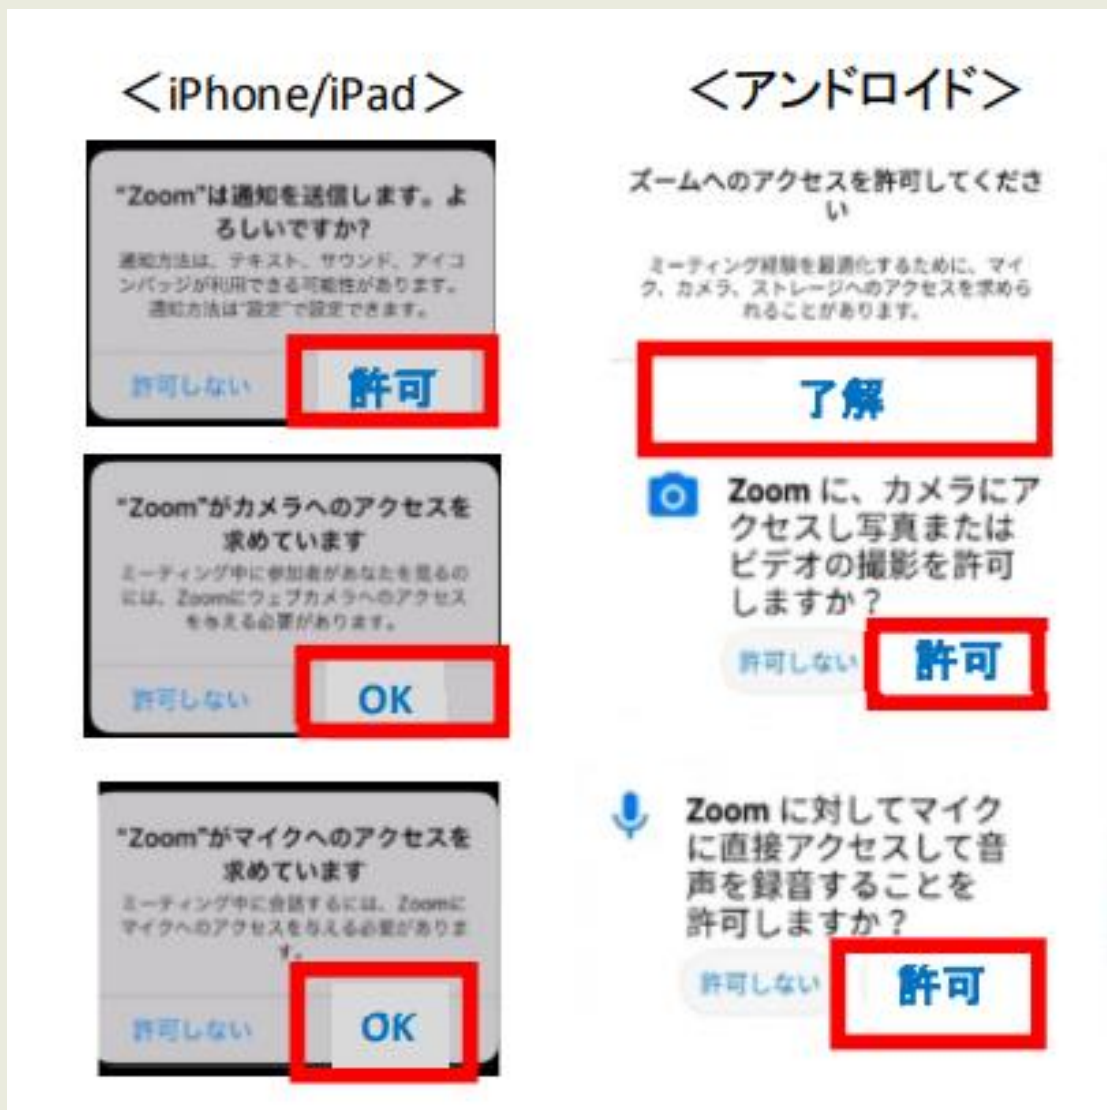 ＜iPhone/iPad＞
“Zoom”は通知を送信します。よ
ろしいですか?
通知方法は、テキスト、サウンド、アイコ
ンバッジが利用できる可能性があります。
通知方法は“設定”で設定できます。
許可しない
許可
“Zoom”がカメラへのアクセスを
求めています
ミーティング中に参加者があなたを見るの
には、Zoomにウェブカメラへのアクセス
を与える必要があります。
許可しない
OK
“Zoom”がマイクへのアクセスを
求めています
ミーティング中に会話するには、Zoomに
マイクへのアクセスを与える必要がありま
す。
許可しない
OK
＜アンドロイド＞
ズームへのアクセスを許可してくださ
い
ミーティング経験を最適化するために、マイ
ク、カメラ、ストレージへのアクセスを求めら
れることがあります。
了解
Zoom に、カメラにア
クセスし写真または
ビデオの撮影を許可
しますか？
許可しない
許可
Zoom に対してマイク
に直接アクセスして音
声を録音することを
許可しますか？
許可しない
許可